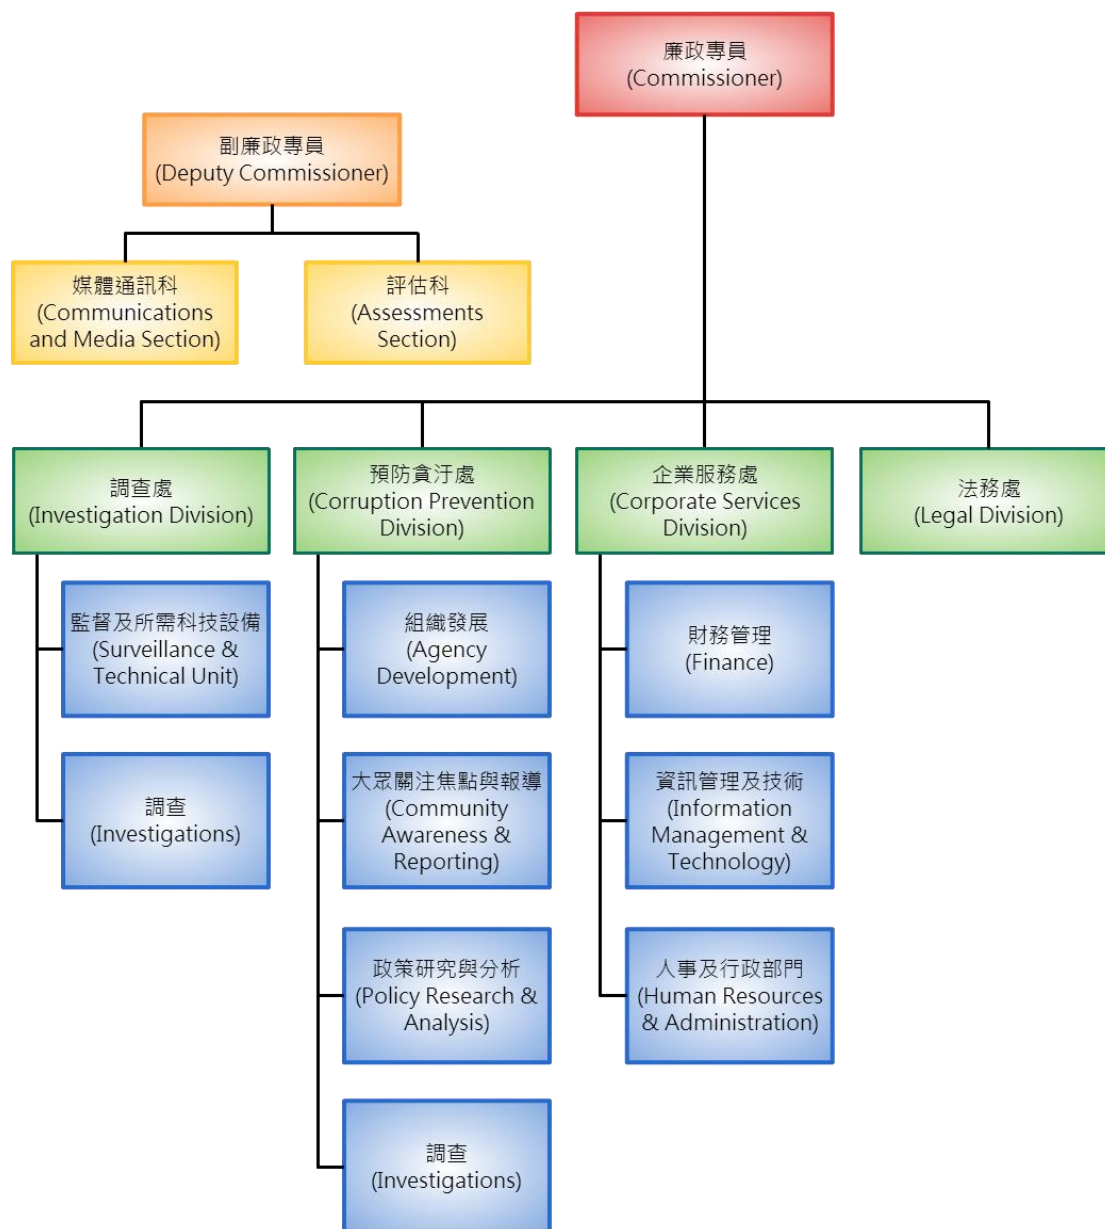 廉政專員
(Commissioner)
副廉政專員
(Deputy Commissioner)
媒體通訊科
(Communications
and Media Section)
評估科
(Assessments
Section)
調查處
(Investigation Division)
預防貪汙處
(Corruption Prevention
Division)
企業服務處
(Corporate Services
Division)
法務處
(Legal Division)
監督及所需科技設備
(Surveillance &
Technical Unit)
調查
(Investigations)
組織發展
(Agency
Development)
大眾關注焦點與報導
(Community
Awareness &
Reporting)
政策研究與分析
(Policy Research &
Analysis)
調查
(Investigations)
財務管理
(Finance)
資訊管理及技術
(Information
Management &
Technology)
人事及行政部門
(Human Resources
& Administration)